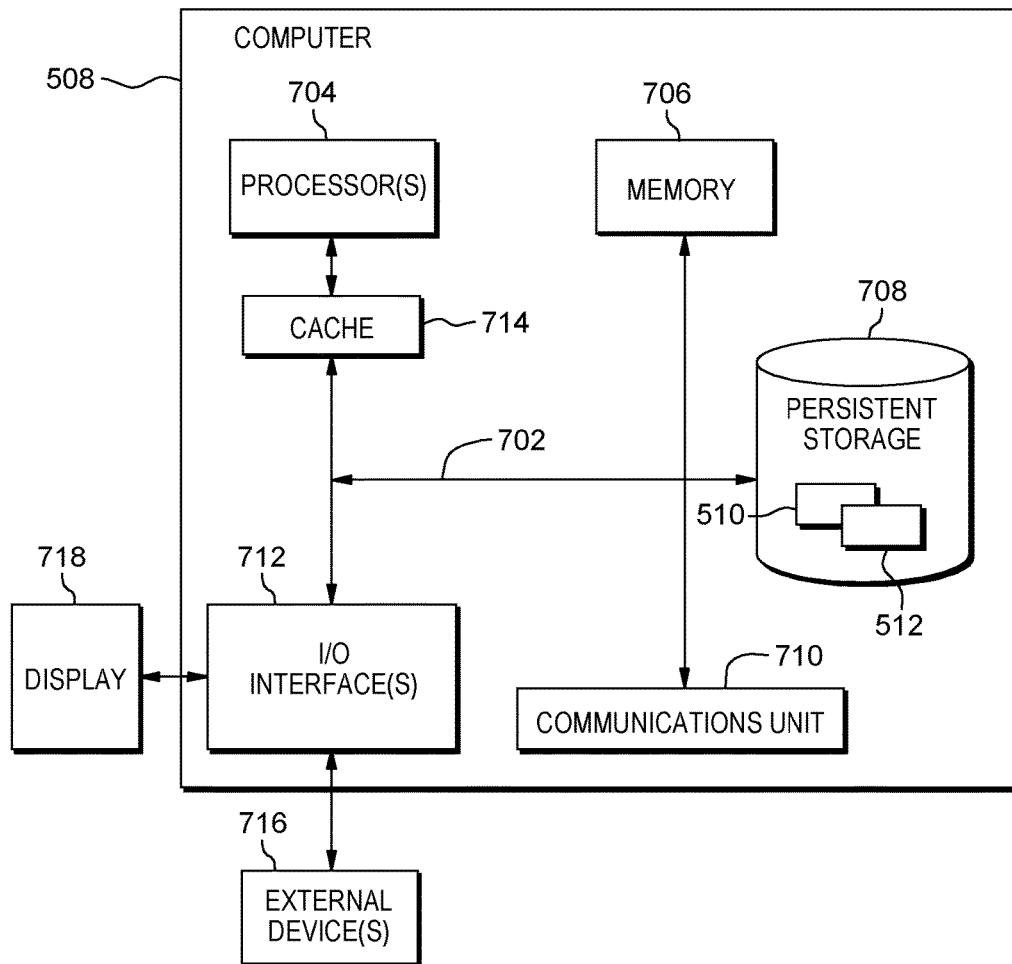 COMPUTER
508
704
706
PROCESSOR(S)
MEMORY
CACHE
714
708
PERSISTENT
STORAGE
702
510
512
718
712
DISPLAY
I/O
INTERFACE(S)
710
COMMUNICATIONS UNIT
716
EXTERNAL
DEVICE(S)